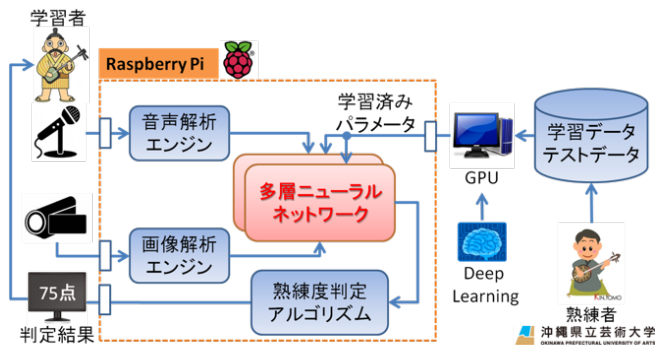 学習者
Raspberry Pi
音声解析
エンジン
学習済み
パラメータ
多層ニューラル
ネットワーク
画像解析
エンジン
熟練度判定
アルゴリズム
75点
判定結果
GPU
学習データ
テストデータ
Deep
Learning
KINTOMO
熟練者
沖縄県立芸術大学
OKINAWA PREFECTURAL UNIVERSITY OF ARTS